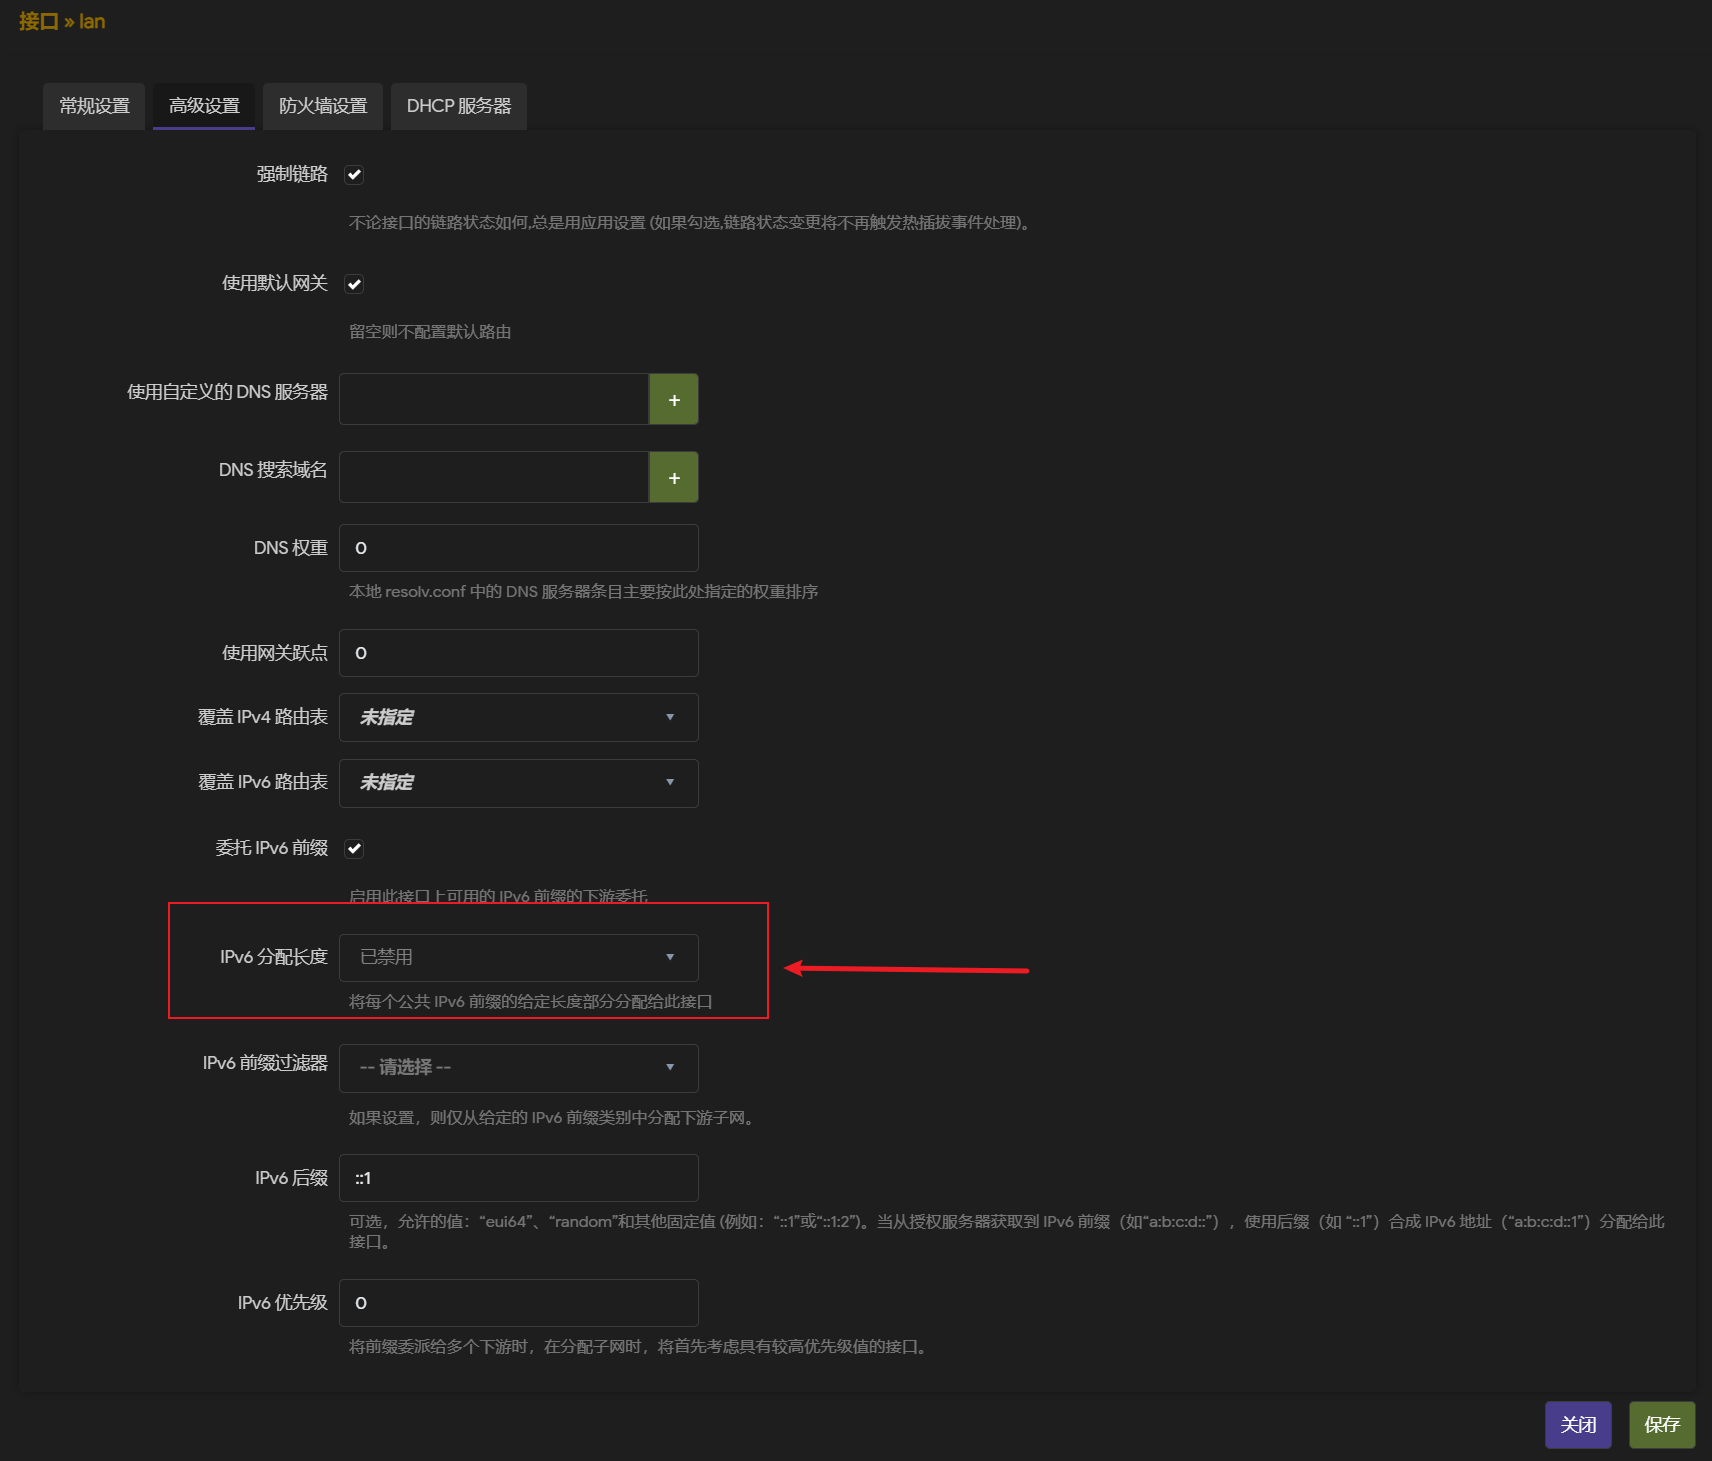 接口 » lan
常规设置
高级设置
防火墙设置
DHCP 服务器
强制链路
不论接口的链路状态如何,总是用应用设置 (如果勾选,链路状态变更将不再触发热插拔事件处理)。
使用默认网关
留空则不配置默认路由
使用自定义的 DNS 服务器
+
DNS 搜索域名
+
DNS 权重
0
本地 resolv.conf 中的 DNS 服务器条目主要按此处指定的权重排序
使用网关跃点
0
覆盖 IPv4 路由表
未指定
覆盖 IPv6 路由表
未指定
委托 IPv6 前缀
启用此接口上可用的 IPv6 前缀的下游委托
IPv6 分配长度
已禁用
将每个公共 IPv6 前缀的给定长度部分分配给此接口
IPv6 前缀过滤器
-- 请选择 --
如果设置，则仅从给定的 IPv6 前缀类别中分配下游子网。
IPv6 后缀
::1
可选，允许的值：“eui64”、“random”和其他固定值 (例如：“::1”或“::1:2”)。当从授权服务器获取到 IPv6 前缀（如“a:b:c:d::”），使用后缀（如 “::1”）合成 IPv6 地址（“a:b:c:d::1”）分配给此
接口。
IPv6 优先级
0
将前缀委派给多个下游时，在分配子网时，将首先考虑具有较高优先级值的接口。
关闭
保存